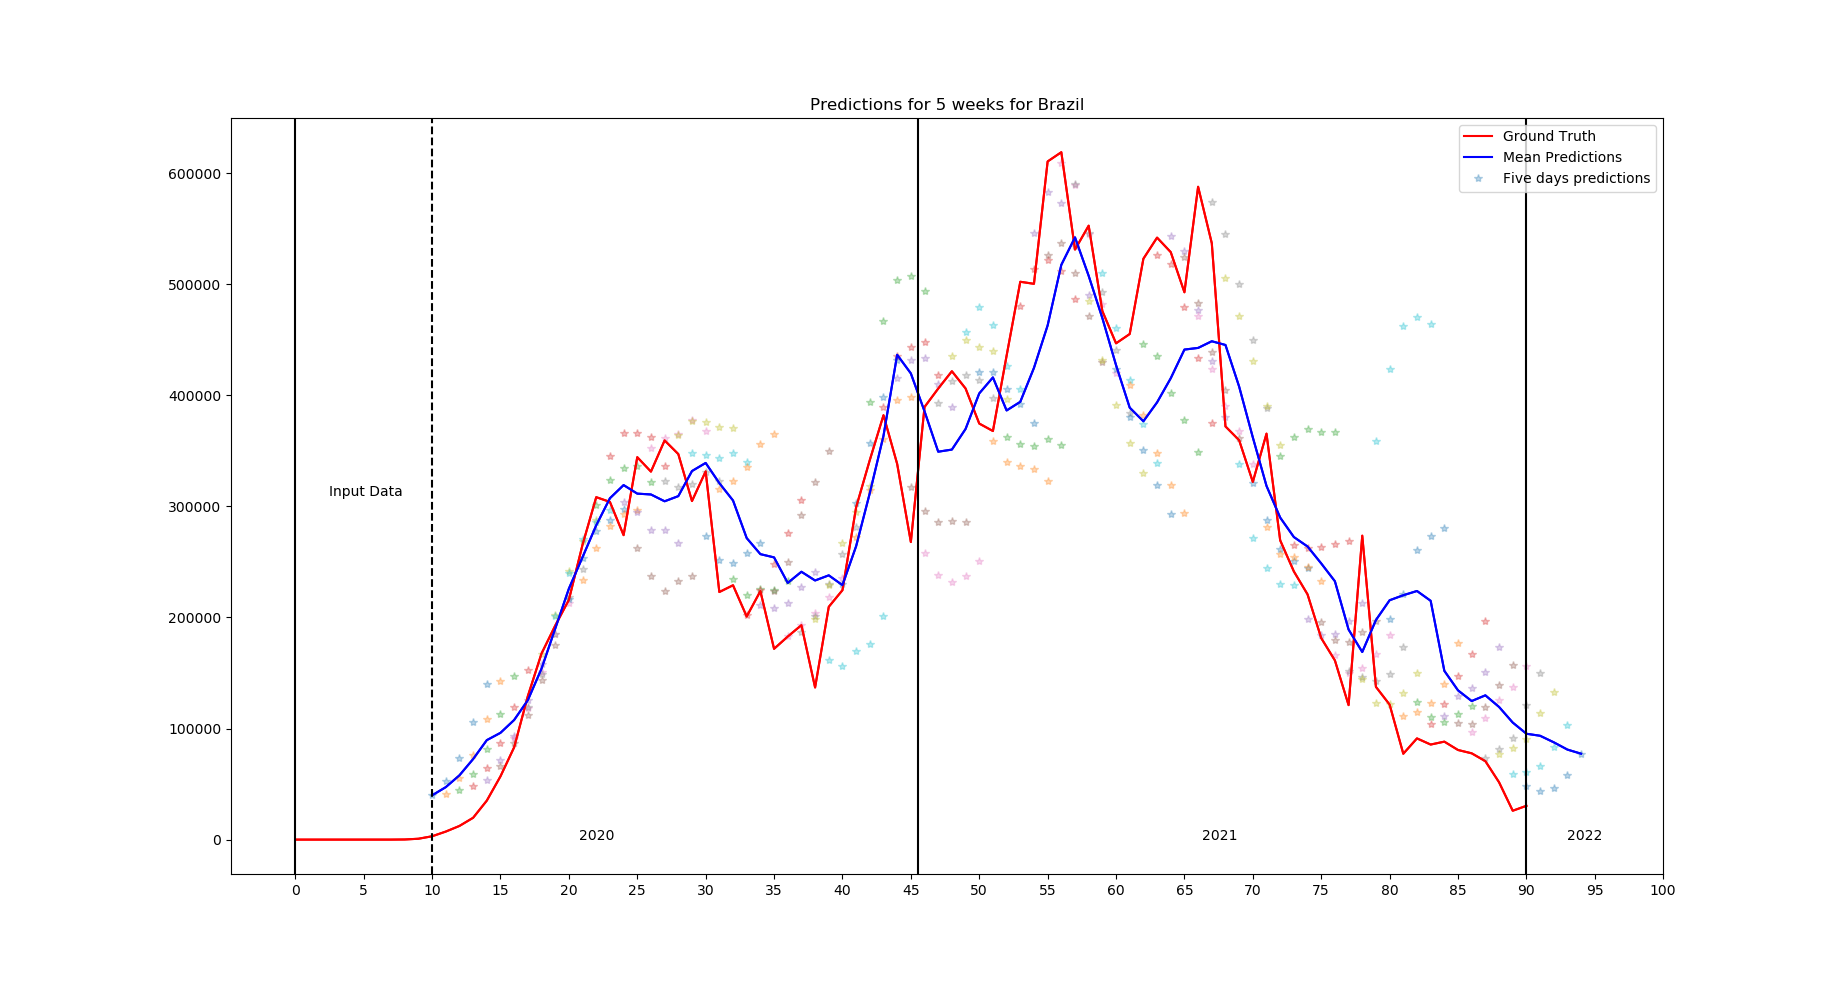 Predictions for 5 weeks for Brazil
Ground Truth
Mean Predictions
Five days predictions
600000
500000
400000
300000
200000
100000
0
Input Data
2020
2021
2022
0 5 10 15 20 25 30 35 40 45 50 55 60 65 70 75 80 85 90 95 100